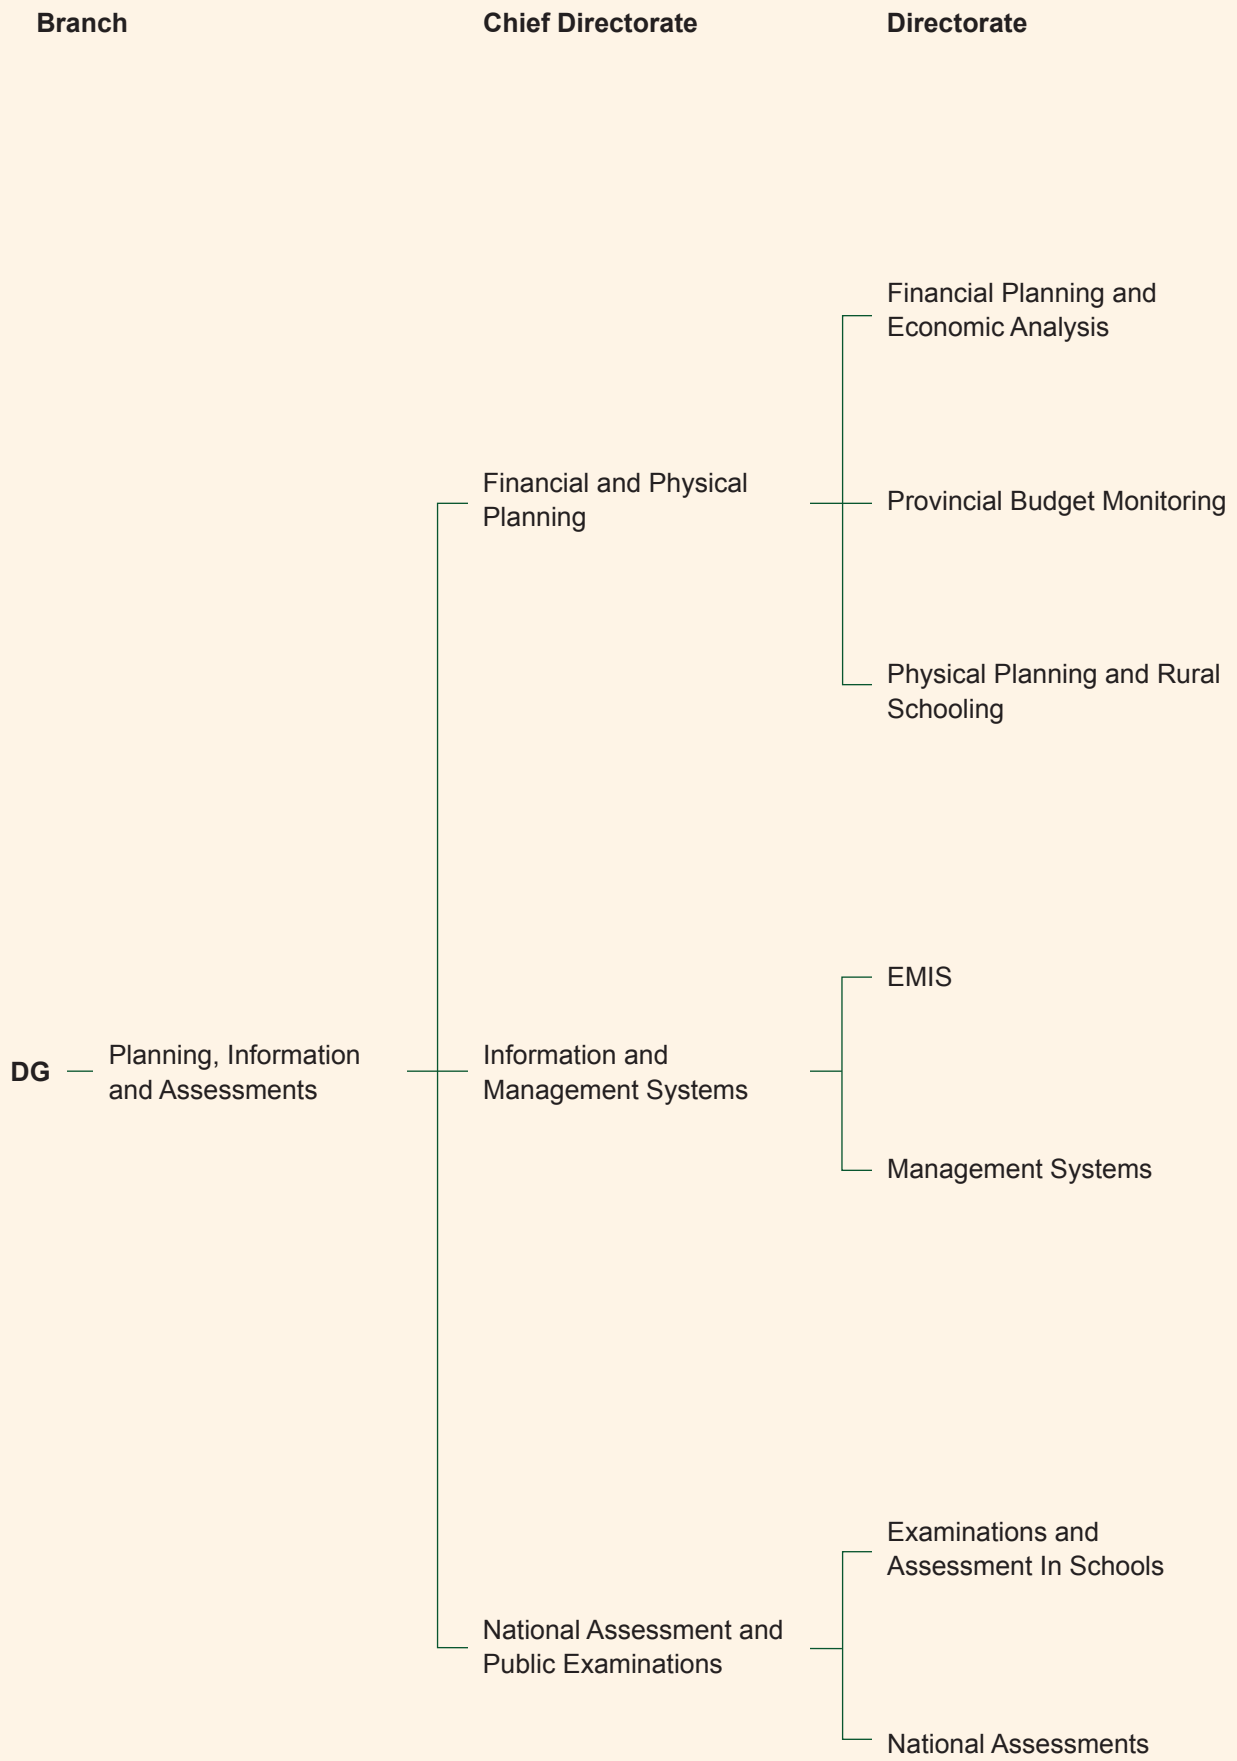 Branch
Chief Directorate
Directorate
Financial Planning and
Economic Analysis
Financial and Physical
Planning
Provincial Budget Monitoring
Physical Planning and Rural
Schooling
EMIS
DG
Planning, Information
and Assessments
Information and
Management Systems
Management Systems
Examinations and
Assessment In Schools
National Assessment and
Public Examinations
National Assessments